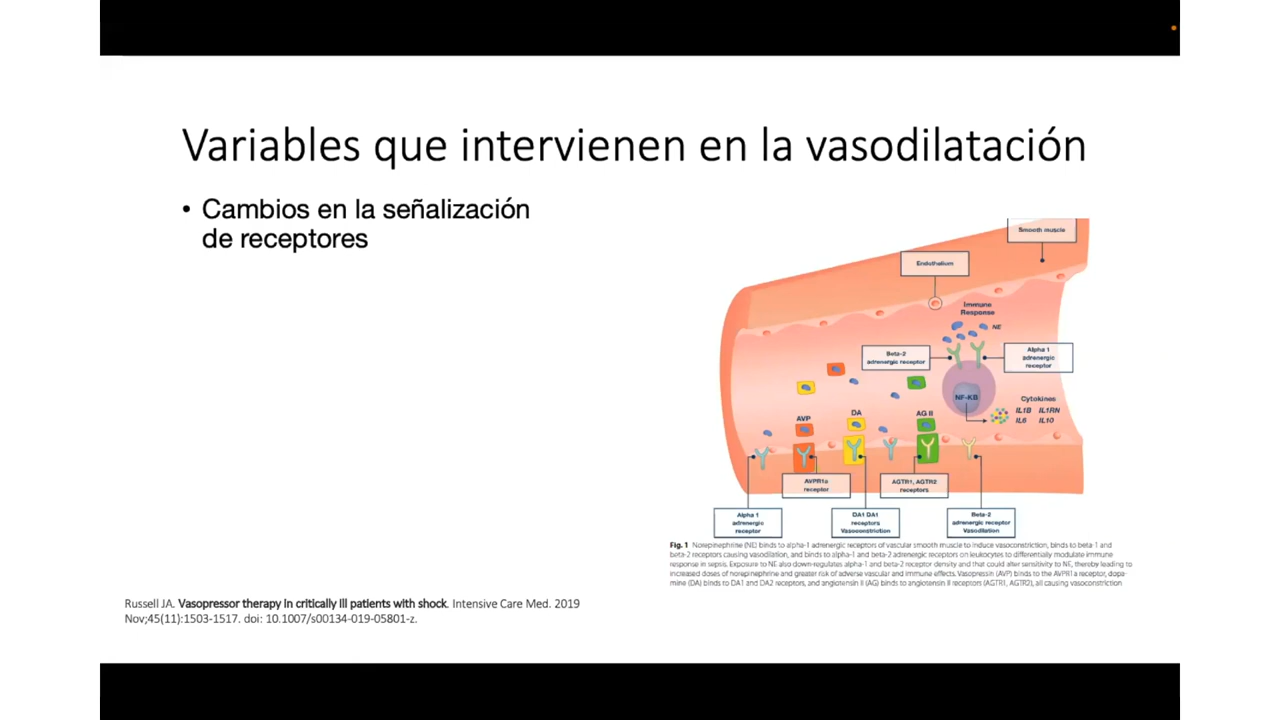 Variables que intervienen en la vasodilatación
• Cambios en la señalización
de receptores
Smooth muscle
Endothelium
Immune
Response
NE
Beta-2
adrenergic receptor
Alpha 1
adrenergic
receptor
NF-KB
Cytokines
IL1B IL1RN
IL6 IL10
AVP
DA
AG II
AVPR1a
receptor
AGTR1, AGTR2
receptors
Alpha 1
adrenergic
receptor
DA1 DA1
receptors
Vasoconstriction
Beta-2
adrenergic receptor
Vasodilation
Fig. 1 Norepinephrine (NE) binds to alpha-1 adrenergic receptors of vascular smooth muscle to induce vasoconstriction, binds to beta-1 and
beta-2 receptors causing vasodilation, and binds to alpha-1 and beta-2 adrenergic receptors on leukocytes to differentially modulate immune
response in sepsis. Exposure to NE also down-regulates alpha-1 and beta-2 receptor density and that could alter sensitivity to NE, thereby leading to
increased doses of norepinephrine and greater risk of adverse vascular and immune effects. Vasopressin (AVP) binds to the AVPR1a receptor, dopa-
mine (DA) binds to DA1 and DA2 receptors, and angiotensin II (AG) binds to angiotensin II receptors (AGTR1, AGTR2), all causing vasoconstriction
Russell JA. Vasopressor therapy in critically ill patients with shock. Intensive Care Med. 2019
Nov;45(11):1503-1517. doi: 10.1007/s00134-019-05801-z.